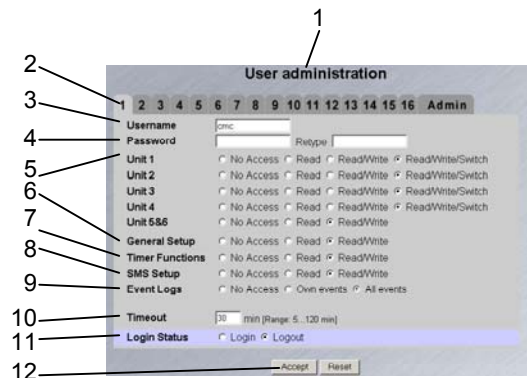 1
User administration
2
1 2 3 4 5 6 7 8 9 10 11 12 13 14 15 16 Admin
3
Username cmc
4
Password Retype
5
Unit 1 No Access Read Read/Write Read/Write/Switch
Unit 2 No Access Read Read/Write Read/Write/Switch
Unit 3 No Access Read Read/Write Read/Write/Switch
Unit 4 No Access Read Read/Write Read/Write/Switch
Unit 5&6 No Access Read Read/Write
6
General Setup No Access Read Read/Write
7
Timer Functions No Access Read Read/Write
8
SMS Setup No Access Read Read/Write
9
Event Logs No Access Own events All events
10
Timeout 30 min [Range: 5...120 min]
11
Login Status Login Logout
12
Accept Reset